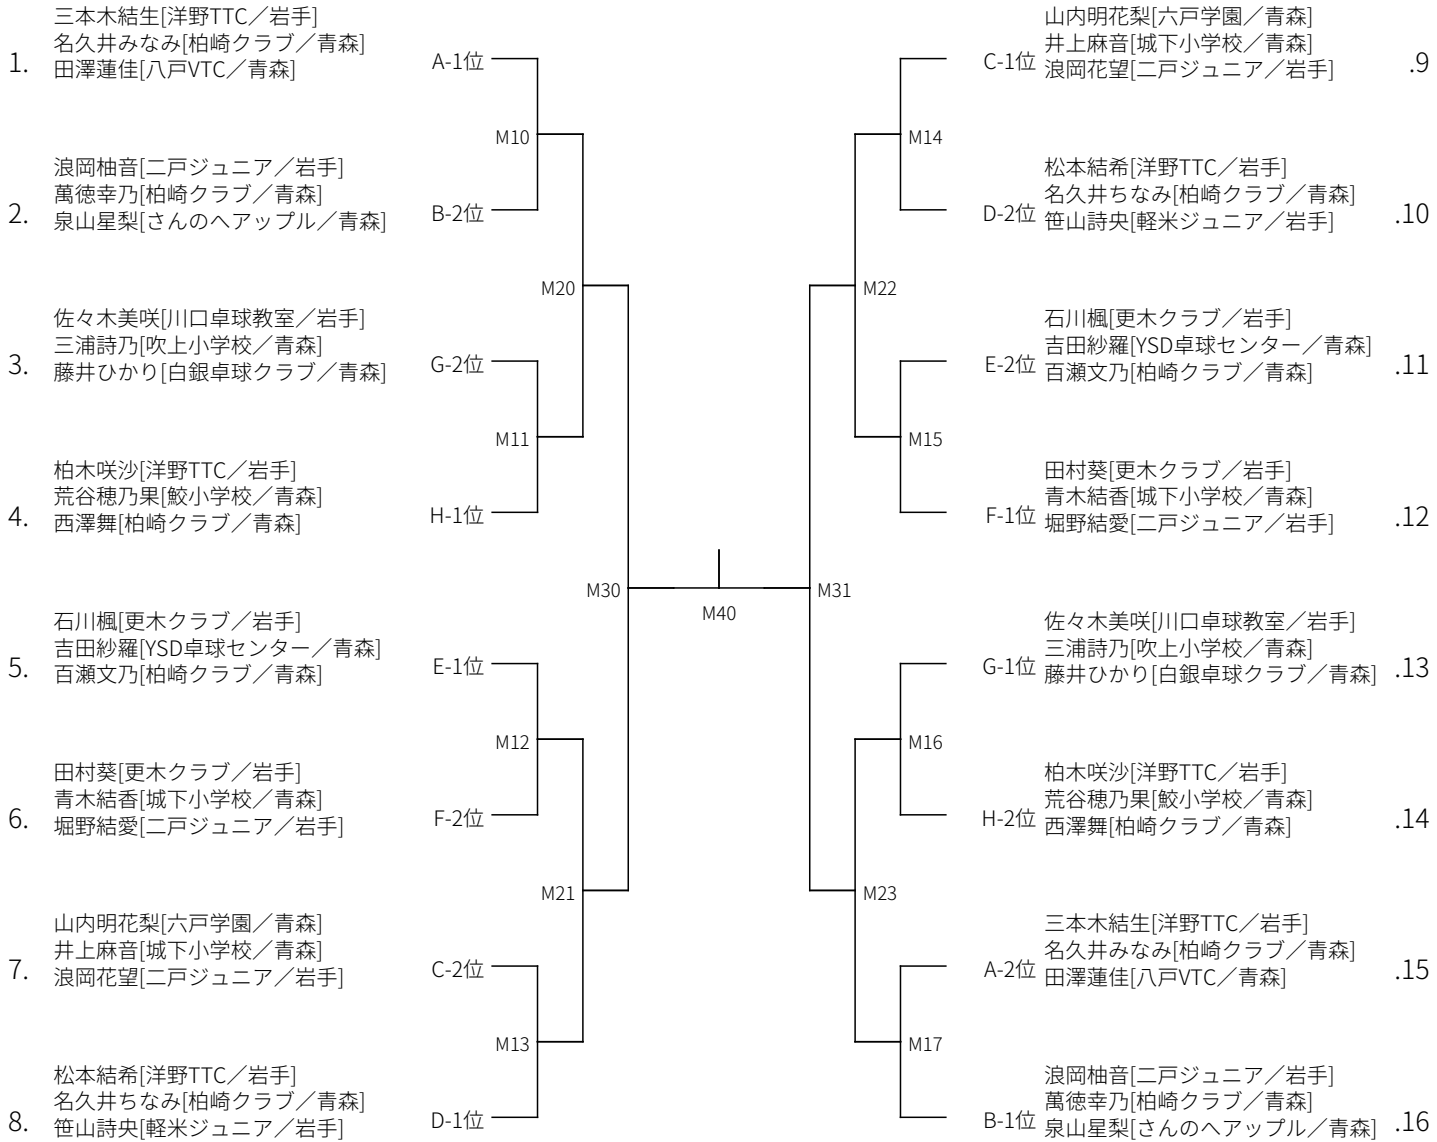 三本木結生[洋野TTC／岩手]
名久井みなみ[柏崎クラブ／青森]
1. 田澤蓮佳[八戸VTC／青森] A-1位
M10
浪岡柚音[二戸ジュニア／岩手]
萬徳幸乃[柏崎クラブ／青森]
2. 泉山星梨[さんのへアップル／青森] B-2位
M20
佐々木美咲[川口卓球教室／岩手]
三浦詩乃[吹上小学校／青森]
3. 藤井ひかり[白銀卓球クラブ／青森] G-2位
M11
柏木咲沙[洋野TTC／岩手]
荒谷穂乃果[鮫小学校／青森]
4. 西澤舞[柏崎クラブ／青森] H-1位
M30
石川楓[更木クラブ／岩手]
吉田紗羅[YSD卓球センター／青森]
5. 百瀬文乃[柏崎クラブ／青森] E-1位
M12
田村葵[更木クラブ／岩手]
青木結香[城下小学校／青森]
6. 堀野結愛[二戸ジュニア／岩手] F-2位
M21
山内明花梨[六戸学園／青森]
井上麻音[城下小学校／青森]
7. 浪岡花望[二戸ジュニア／岩手] C-2位
M13
松本結希[洋野TTC／岩手]
名久井ちなみ[柏崎クラブ／青森]
8. 笹山詩央[軽米ジュニア／岩手] D-1位
M40
山内明花梨[六戸学園／青森]
井上麻音[城下小学校／青森]
C-1位 浪岡花望[二戸ジュニア／岩手] .9
M14
松本結希[洋野TTC／岩手]
名久井ちなみ[柏崎クラブ／青森]
D-2位 笹山詩央[軽米ジュニア／岩手] .10
M22
石川楓[更木クラブ／岩手]
吉田紗羅[YSD卓球センター／青森]
E-2位 百瀬文乃[柏崎クラブ／青森] .11
M15
田村葵[更木クラブ／岩手]
青木結香[城下小学校／青森]
F-1位 堀野結愛[二戸ジュニア／岩手] .12
M31
佐々木美咲[川口卓球教室／岩手]
三浦詩乃[吹上小学校／青森]
G-1位 藤井ひかり[白銀卓球クラブ／青森] .13
M16
柏木咲沙[洋野TTC／岩手]
荒谷穂乃果[鮫小学校／青森]
H-2位 西澤舞[柏崎クラブ／青森] .14
M23
三本木結生[洋野TTC／岩手]
名久井みなみ[柏崎クラブ／青森]
A-2位 田澤蓮佳[八戸VTC／青森] .15
M17
浪岡柚音[二戸ジュニア／岩手]
萬徳幸乃[柏崎クラブ／青森]
B-1位 泉山星梨[さんのへアップル／青森] .16